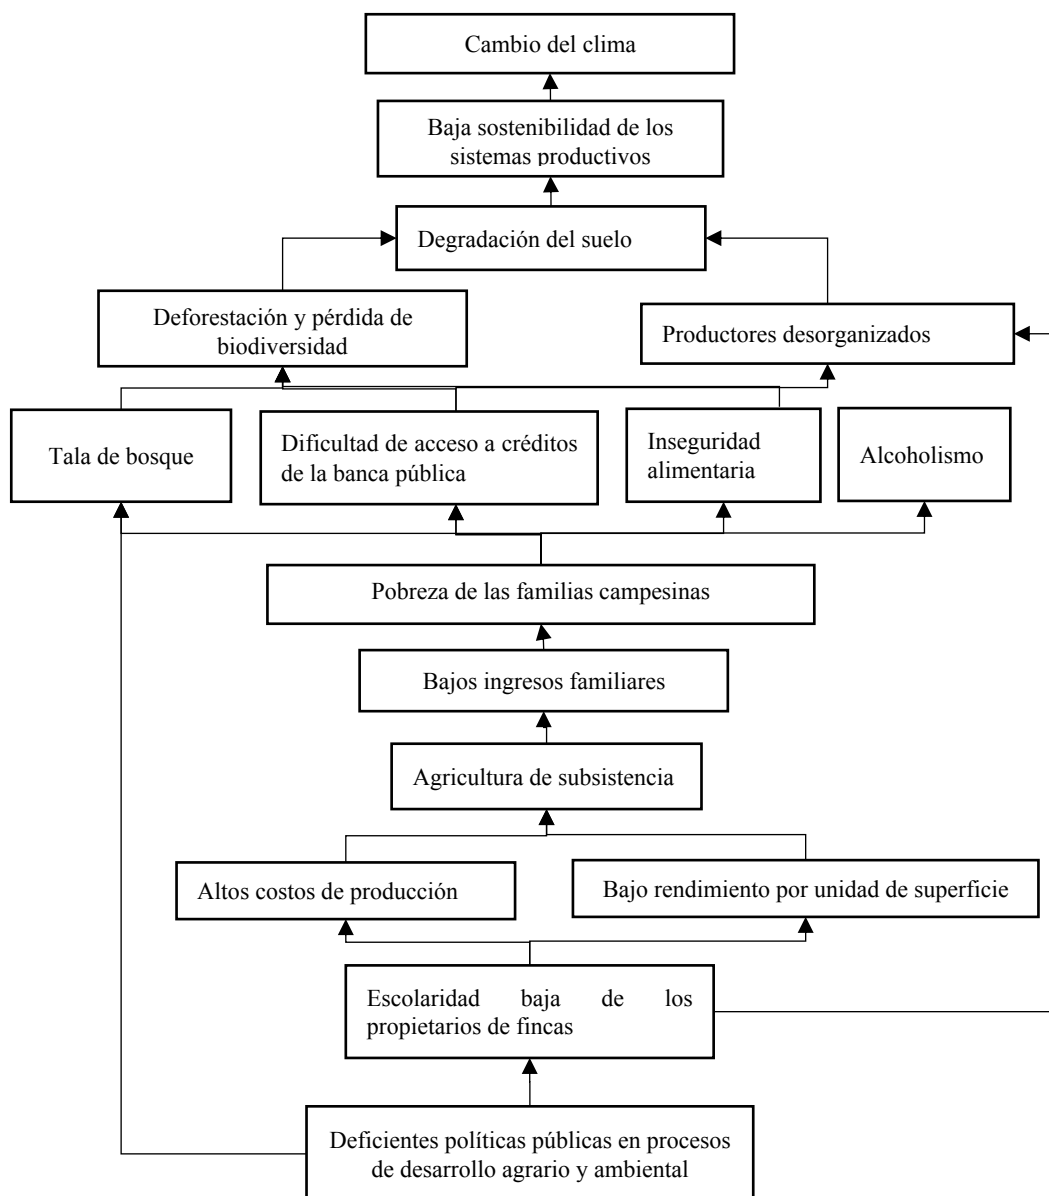 Cambio del clima
Baja sostenibilidad de los
sistemas productivos
Degradación del suelo
Deforestación y pérdida de
biodiversidad
Productores desorganizados
Tala de bosque
Dificultad de acceso a créditos
de la banca pública
Inseguridad
alimentaria
Alcoholismo
Pobreza de las familias campesinas
Bajos ingresos familiares
Agricultura de subsistencia
Altos costos de producción
Bajo rendimiento por unidad de superficie
Escolaridad baja de los
propietarios de fincas
Deficientes políticas públicas en procesos
de desarrollo agrario y ambiental